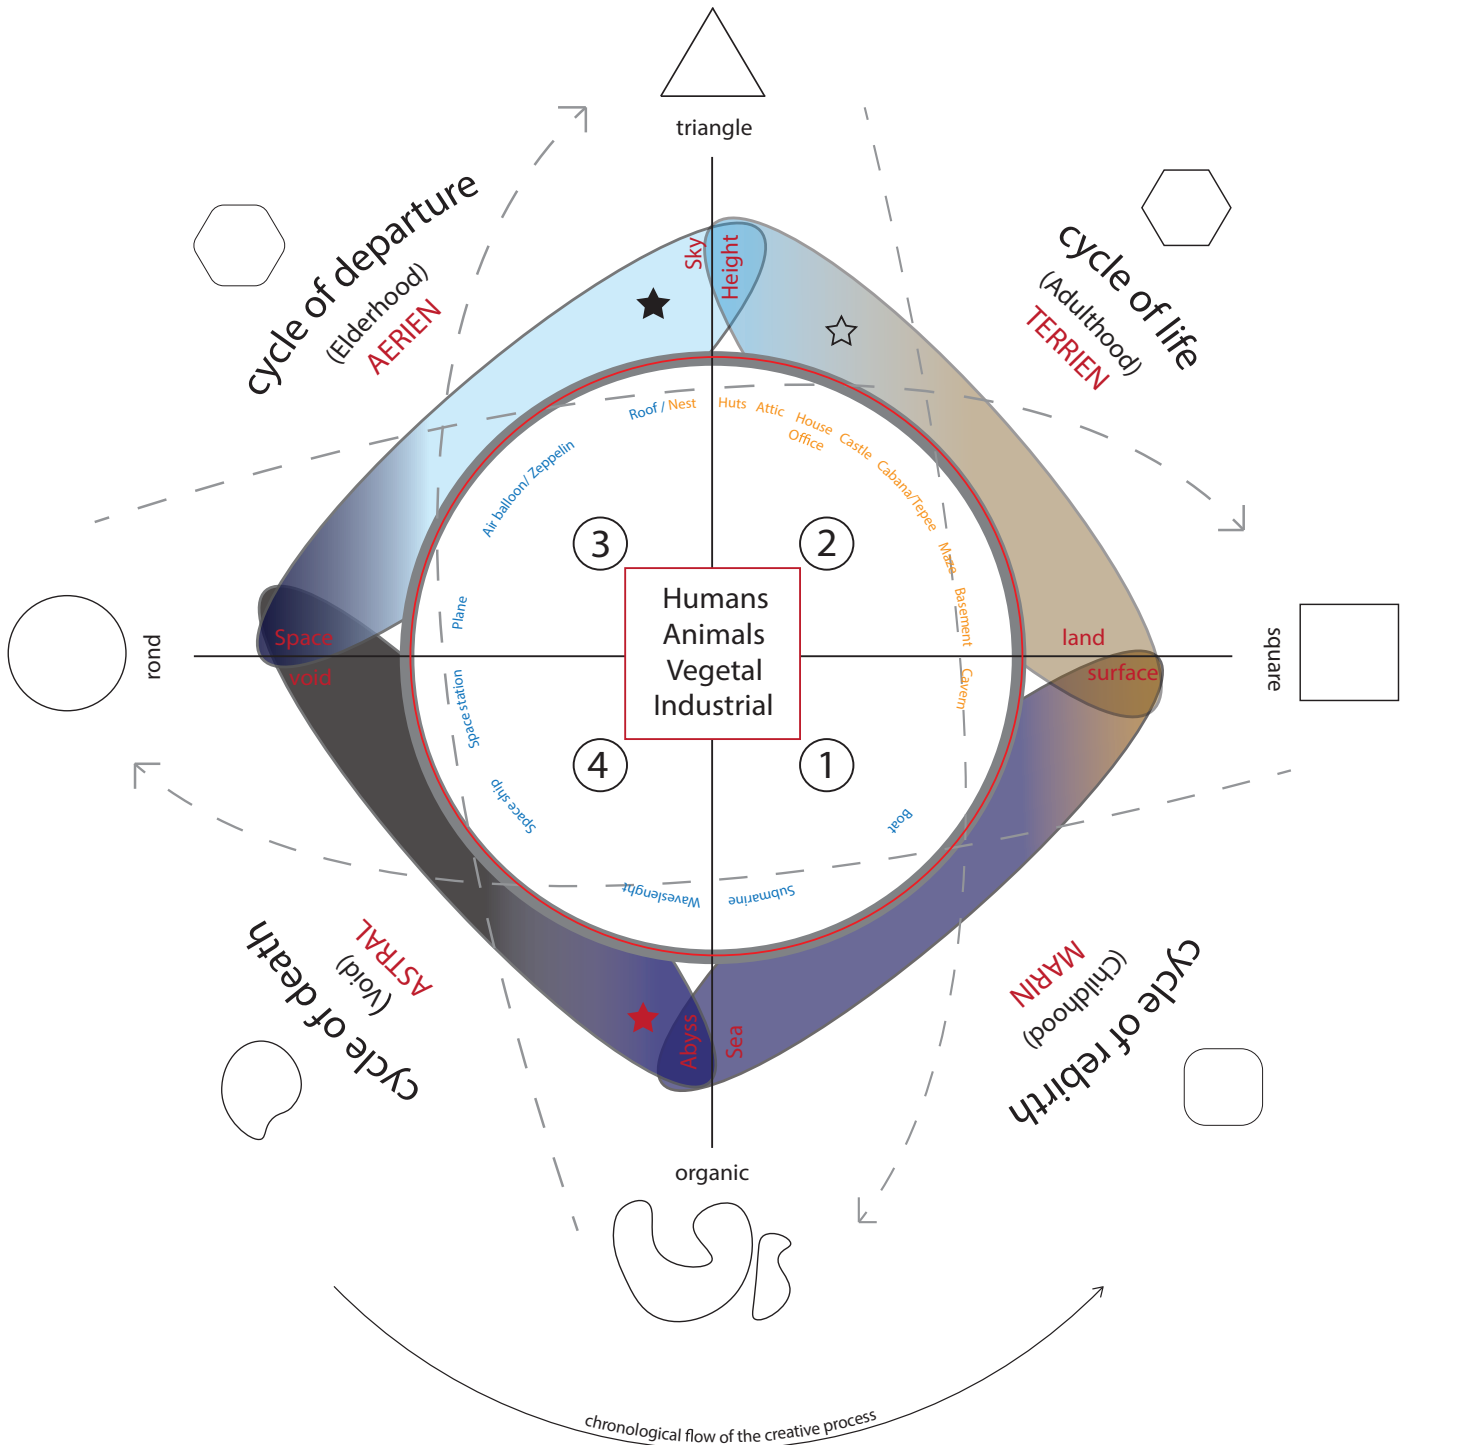 triangle
cycle of departure
(Elderhood)
AERIEN
cycle of life
(Adulthood)
TERRIEN
Sky
Height
Roof / Nest
Huts
Attic
House
Office
Castle
Cabana/Tepee
Maze
Basement
Cavern
Air balloon/ Zeppelin
Plane
Space station
Space ship
Waveslenght
Submarine
Boat
3
2
Humans
Animals
Vegetal
Industrial
4
1
rond
Space
void
land
surface
square
Abyss
Sea
ASTRAL
(Void)
cycle of death
MARIN
(Childhood)
cycle of rebirth
organic
chronological flow of the creative process